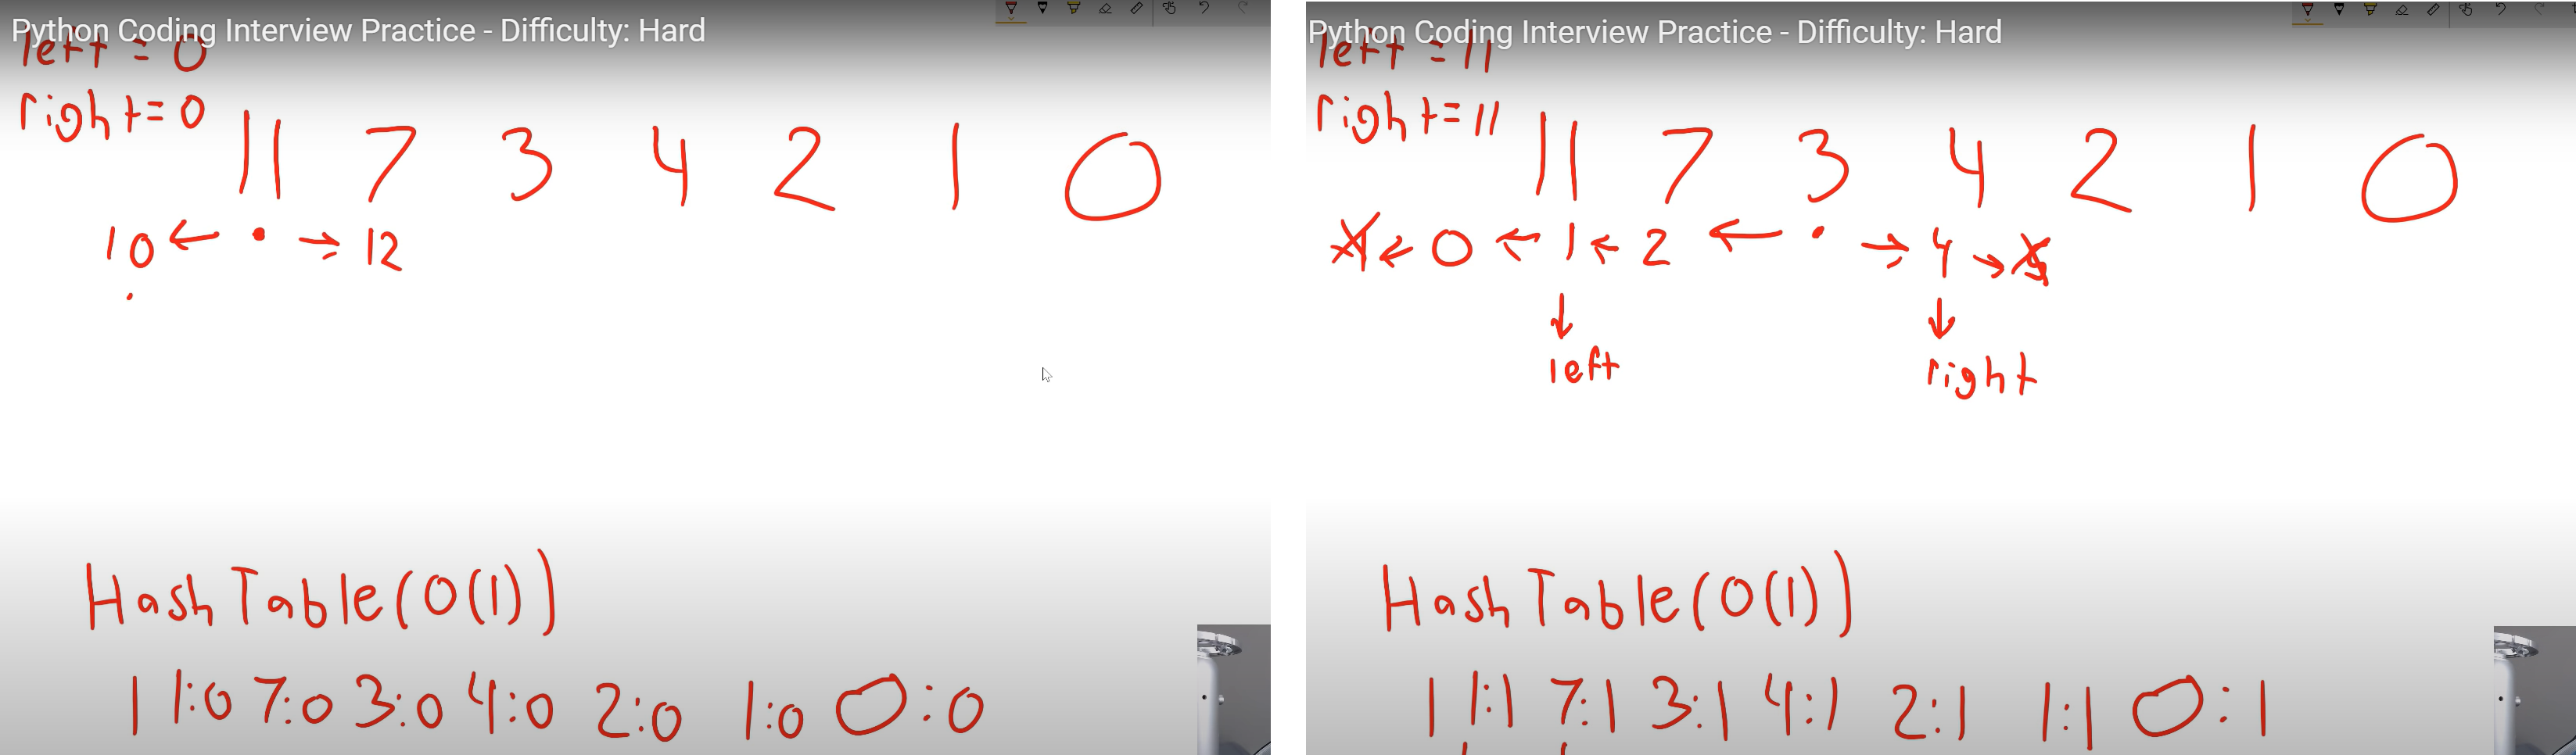 Python Coding Interview Practice - Difficulty: Hard
left = 0
right = 0
11 7 3 4 2 1 0
10 ← • → 12
HashTable(O(1))
11:0 7:0 3:0 4:0 2:0 1:0 0:0
Python Coding Interview Practice - Difficulty: Hard
left = 11
right = 11
11 7 3 4 2 1 0
← 0 ← 1 ← 2 ← • → 4 →
left right
HashTable(O(1))
11:1 7:1 3:1 4:1 2:1 1:1 0:1